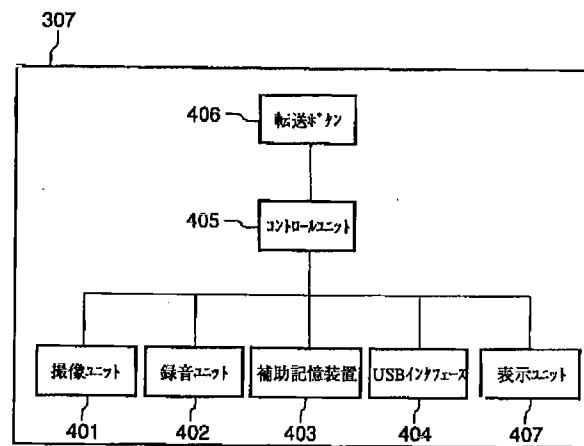 307
406
転送ボタン
405
コントロールユニット
撮像ユニット
録音ユニット
補助記憶装置
USBインタフェース
表示ユニット
401
402
403
404
407